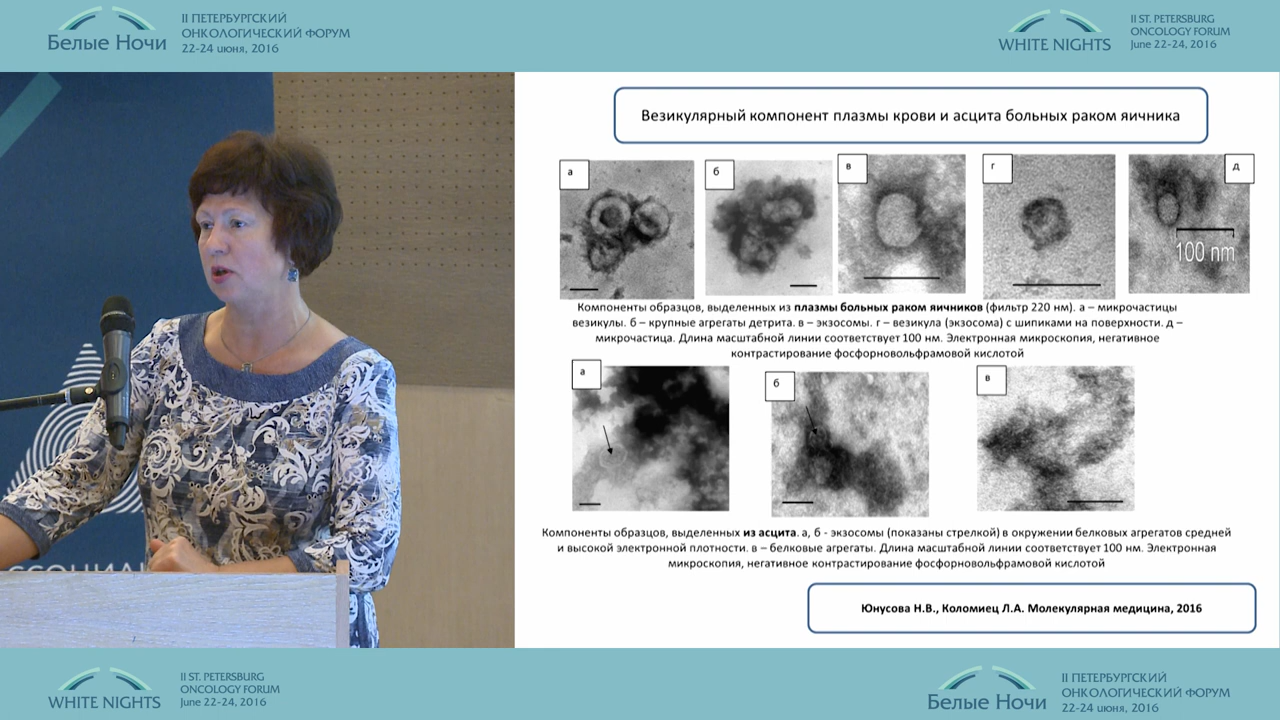 Белые Ночи
II ПЕТЕРБУРГСКИЙ
ОНКОЛОГИЧЕСКИЙ ФОРУМ
22-24 июня, 2016
WHITE NIGHTS
II ST. PETERSBURG
ONCOLOGY FORUM
June 22-24, 2016
Везикулярный компонент плазмы крови и асцита больных раком яичника
а
б
в
г
д
100 nm
Компоненты образцов, выделенных из плазмы больных раком яичников (фильтр 220 нм). а – микрочастицы
везикулы. б – крупные агрегаты детрита. в – экзосомы. г – везикула (экзосома) с шипиками на поверхности. д –
микрочастица. Длина масштабной линии соответствует 100 нм. Электронная микроскопия, негативное
контрастирование фосфорновольфрамовой кислотой
а
б
в
Компоненты образцов, выделенных из асцита. а, б - экзосомы (показаны стрелкой) в окружении белковых агрегатов средней
и высокой электронной плотности. в – белковые агрегаты. Длина масштабной линии соответствует 100 нм. Электронная
микроскопия, негативное контрастирование фосфорновольфрамовой кислотой
Юнусова Н.В., Коломиец Л.А. Молекулярная медицина, 2016
WHITE NIGHTS
II ST. PETERSBURG
ONCOLOGY FORUM
June 22-24, 2016
Белые Ночи
II ПЕТЕРБУРГСКИЙ
ОНКОЛОГИЧЕСКИЙ ФОРУМ
22-24 июня, 2016